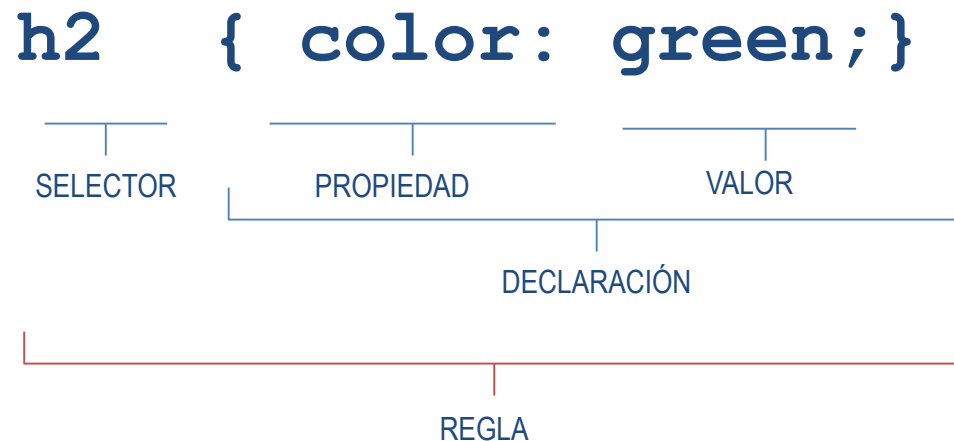 h2 { color: green;}
SELECTOR PROPIEDAD VALOR
DECLARACIÓN
REGLA